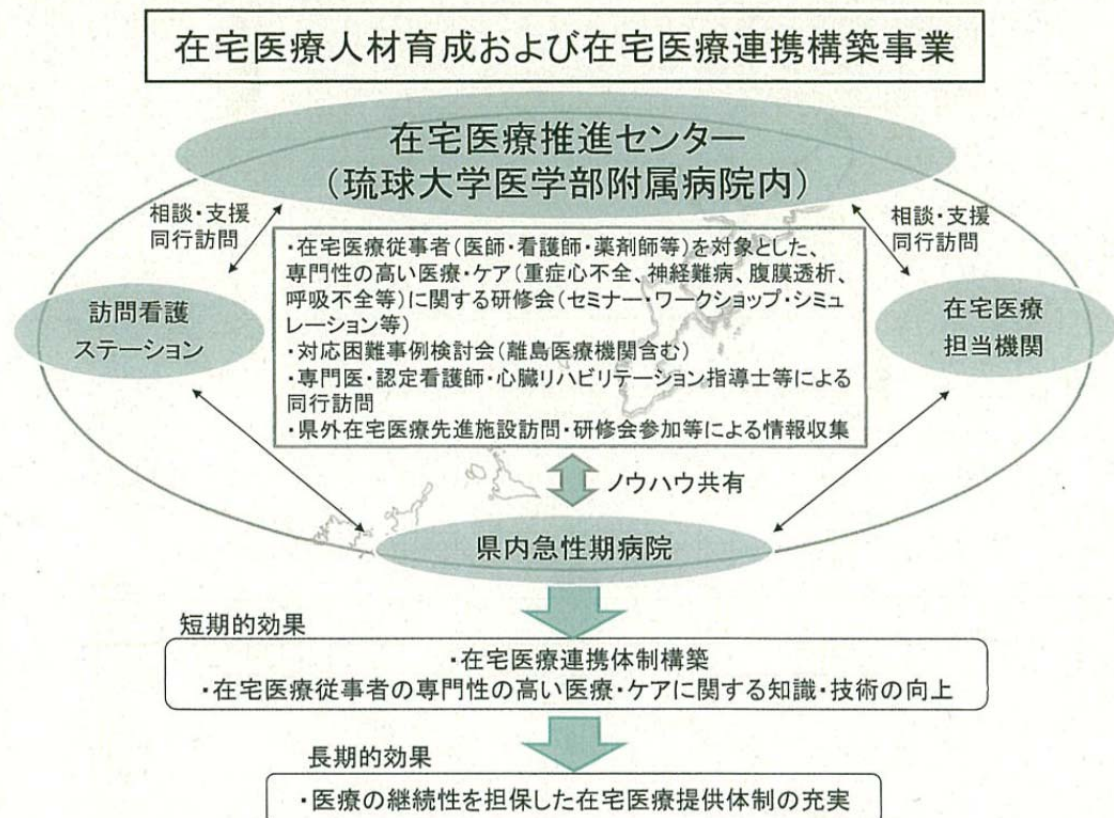 在宅医療人材育成および在宅医療連携構築事業
在宅医療推進センター
（琉球大学医学部附属病院内）
相談・支援
同行訪問
相談・支援
同行訪問
・在宅医療従事者（医師・看護師・薬剤師等）を対象とした、
専門性の高い医療・ケア（重症心不全、神経難病、腹膜透析、
呼吸不全等）に関する研修会（セミナー・ワークショップ・シミュ
レーション等）
・対応困難事例検討会（離島医療機関含む）
・専門医・認定看護師・心臓リハビリテーション指導士等による
同行訪問
・県外在宅医療先進施設訪問・研修会参加等による情報収集
訪問看護
ステーション
在宅医療
担当機関
ノウハウ共有
県内急性期病院
短期的効果
・在宅医療連携体制構築
・在宅医療従事者の専門性の高い医療・ケアに関する知識・技術の向上
長期的効果
・医療の継続性を担保した在宅医療提供体制の充実